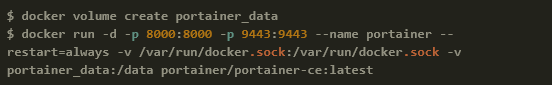 $ docker volume create portainer_data
$ docker run -d -p 8000:8000 -p 9443:9443 --name portainer --
restart=always -v /var/run/docker.sock:/var/run/docker.sock -v
portainer_data:/data portainer/portainer-ce:latest